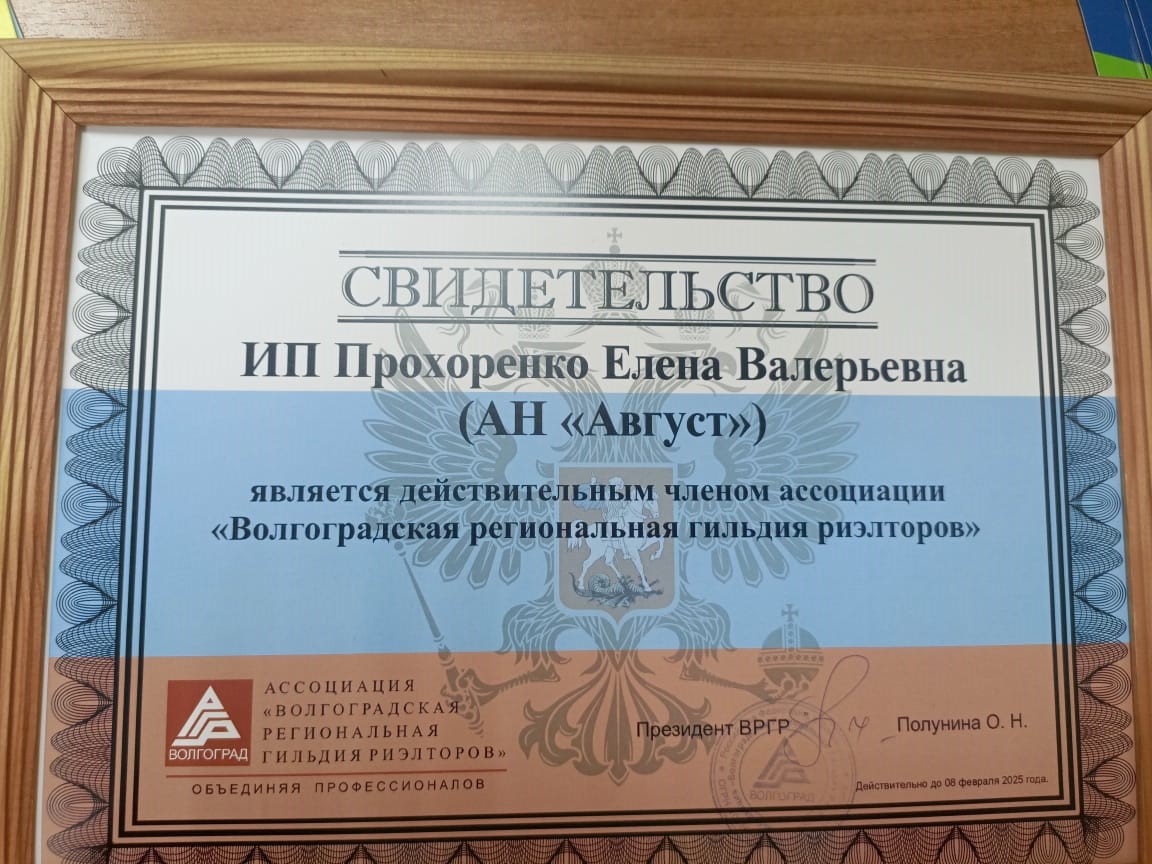 СВИДЕТЕЛЬСТВО
ИП Прохоренко Елена Валерьевна
(АН «Август»)
является действительным членом ассоциации
«Волгоградская региональная гильдия риэлторов»
АССОЦИАЦИЯ
«ВОЛГОГРАДСКАЯ
РЕГИОНАЛЬНАЯ
ГИЛЬДИЯ РИЭЛТОРОВ»
ВОЛГОГРАД
ОБЪЕДИНЯЯ ПРОФЕССИОНАЛОВ
Президент ВРГР
Полунина О. Н.
ВОЛГОГРАД
Действительно до 08 февраля 2025 года.